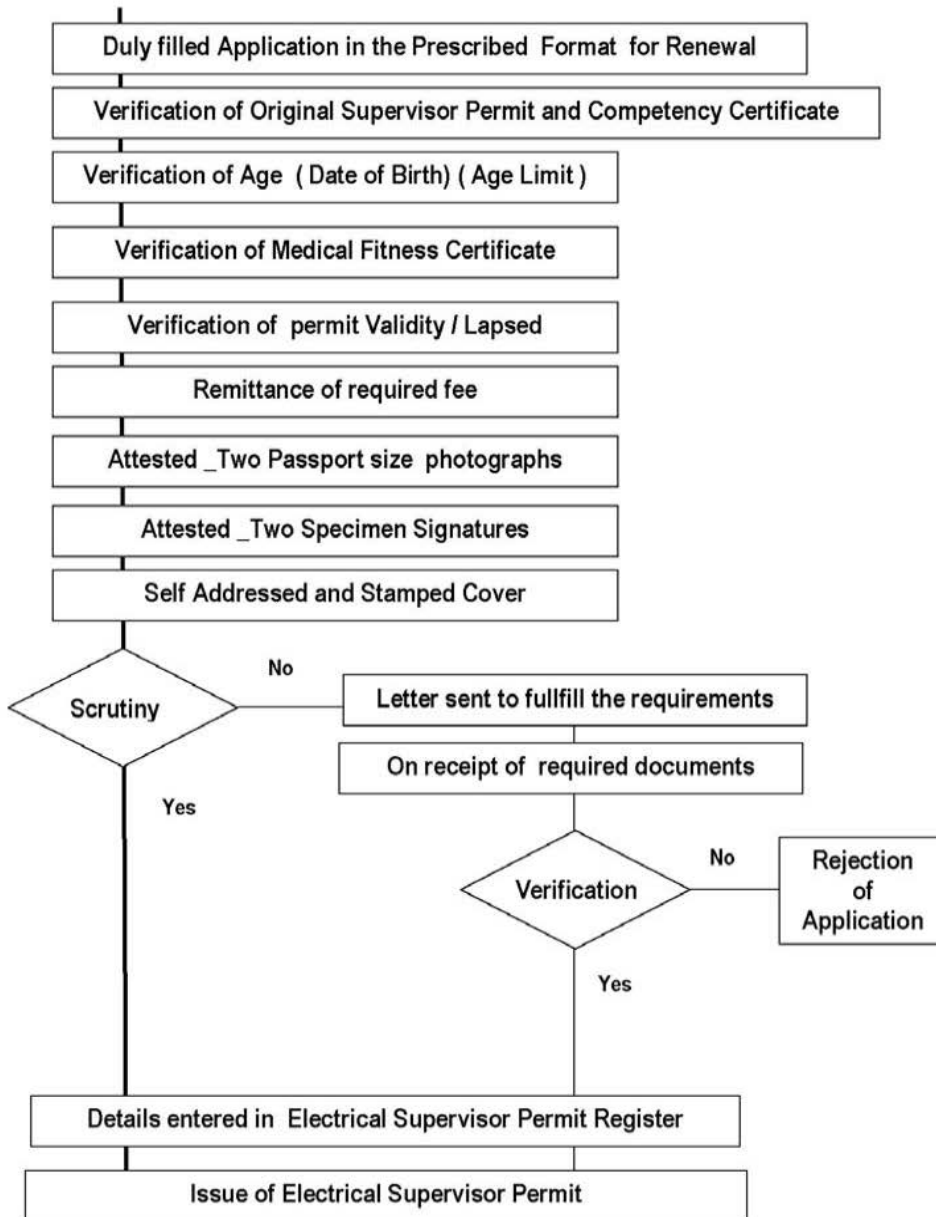 Duly filled Application in the Prescribed Format for Renewal
Verification of Original Supervisor Permit and Competency Certificate
Verification of Age ( Date of Birth) ( Age Limit )
Verification of Medical Fitness Certificate
Verification of permit Validity / Lapsed
Remittance of required fee
Attested _Two Passport size photographs
Attested _Two Specimen Signatures
Self Addressed and Stamped Cover
Scrutiny
No
Letter sent to fullfill the requirements
On receipt of required documents
Yes
Verification
No
Rejection
of
Application
Yes
Details entered in Electrical Supervisor Permit Register
Issue of Electrical Supervisor Permit